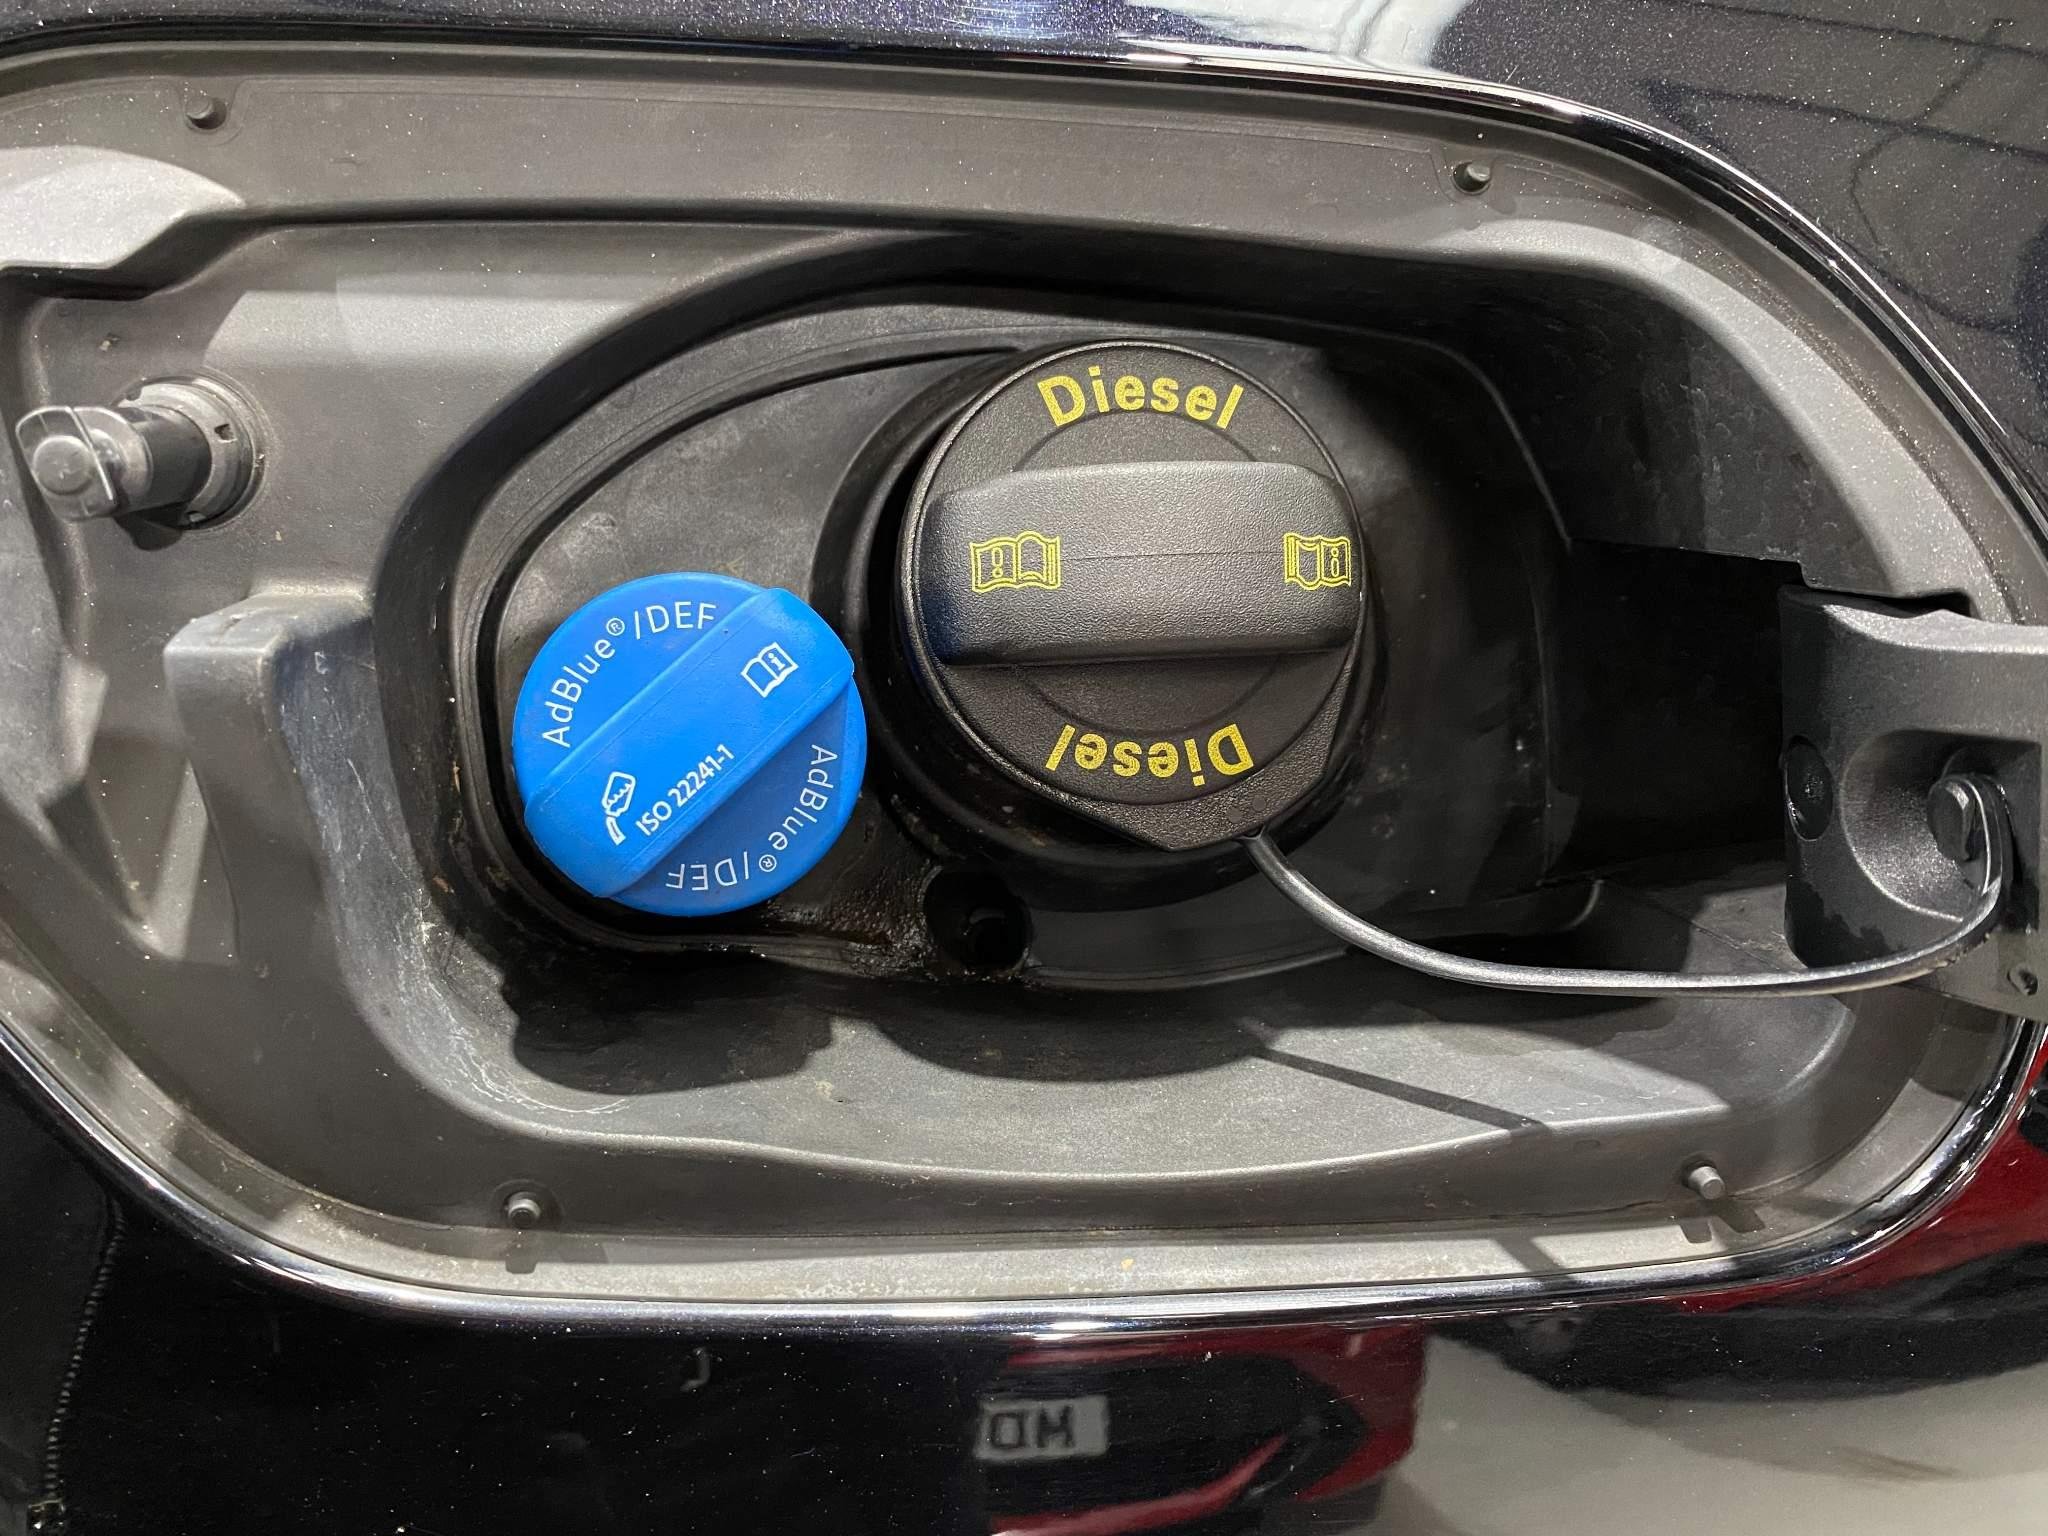 Diesel
Diesel
AdBlue®/DEF
ISO 22241-1
AdBlue®/DEF